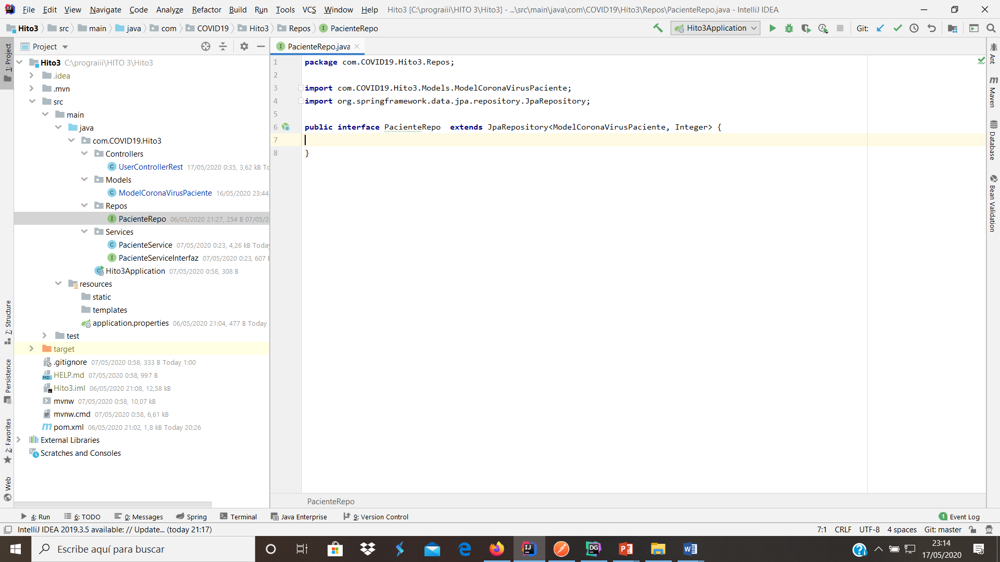 File Edit View Navigate Code Analyze Refactor Build Run Tools VCS Window Help Hito3 [C:\prograiii\HITO 3\Hito3] - ...\src\main\java\com\COVID19\Hito3\Repos\PacienteRepo.java - IntelliJ IDEA
Hito3 src main java com COVID19 Hito3 Repos PacienteRepo Hito3Application Git:
Project
PacienteRepo.java
Hito3 C:\prograiii\HITO 3\Hito3
.idea
.mvn
src
main
java
com.COVID19.Hito3
Controllers
UserControllerRest 17/05/2020 0:35, 3,62 kB To
Models
ModelCoronaVirusPaciente 16/05/2020 23:44,
Repos
PacienteRepo 06/05/2020 21:27, 254 B 07/05/2
Services
PacienteService 07/05/2020 0:23, 4,26 kB Today
PacienteServiceInterfaz 07/05/2020 0:23, 607
Hito3Application 07/05/2020 0:58, 308 B
resources
static
templates
application.properties 06/05/2020 21:04, 477 B Today
test
target
.gitignore 07/05/2020 0:58, 333 B Today 1:00
HELP.md 07/05/2020 0:58, 997 B
Hito3.iml 06/05/2020 21:08, 12,58 kB
mvnw 07/05/2020 0:58, 10,07 kB
mvnw.cmd 07/05/2020 0:58, 6,61 kB
pom.xml 06/05/2020 21:02, 1,8 kB Today 20:26
External Libraries
Scratches and Consoles
1 package com.COVID19.Hito3.Repos;
2
3 import com.COVID19.Hito3.Models.ModelCoronaVirusPaciente;
4 import org.springframework.data.jpa.repository.JpaRepository;
5
6 public interface PacienteRepo  extends JpaRepository<ModelCoronaVirusPaciente, Integer> {
7
8 }
PacienteRepo
1: Project
7: Structure
Persistence
2: Favorites
Web
Ant
Maven
Database
Bean Validation
4: Run 6: TODO 0: Messages Spring Terminal Java Enterprise 9: Version Control 1 Event Log
IntelliJ IDEA 2019.3.5 available: // Update... (today 21:17) 7:1 CRLF UTF-8 4 spaces Git: master
Escribe aquí para buscar
23:14
17/05/2020